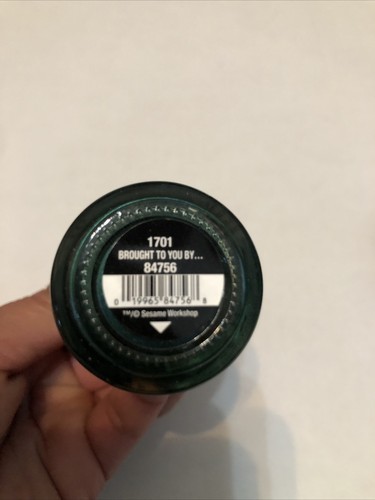 1701
BROUGHT TO YOU BY...
84756
0 19965 84756 8
™/© Sesame Workshop